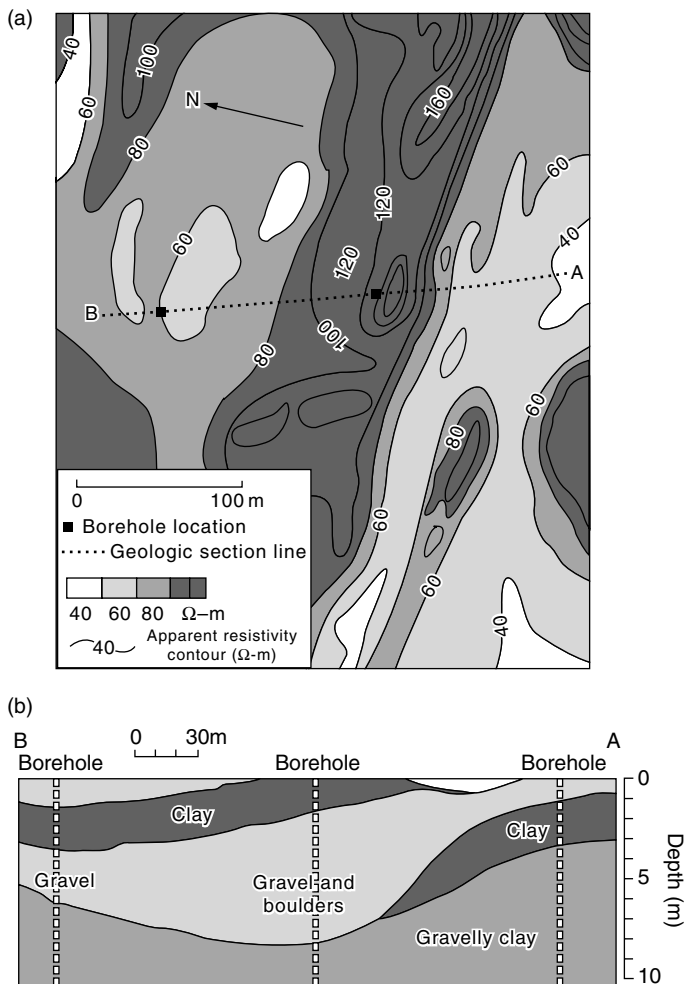 (a)
40
100
60
N
80
160
60
120
60
40
120
A
B
100
80
60
80
60
60
40
0 100 m
Borehole location
Geologic section line
40 60 80 Ω–m
40 Apparent resistivity
contour (Ω-m)
(b)
B 0 30m A
Borehole Borehole Borehole
0
Clay
Clay
Gravel
Gravel and
boulders
5
Gravelly clay
10
Depth (m)